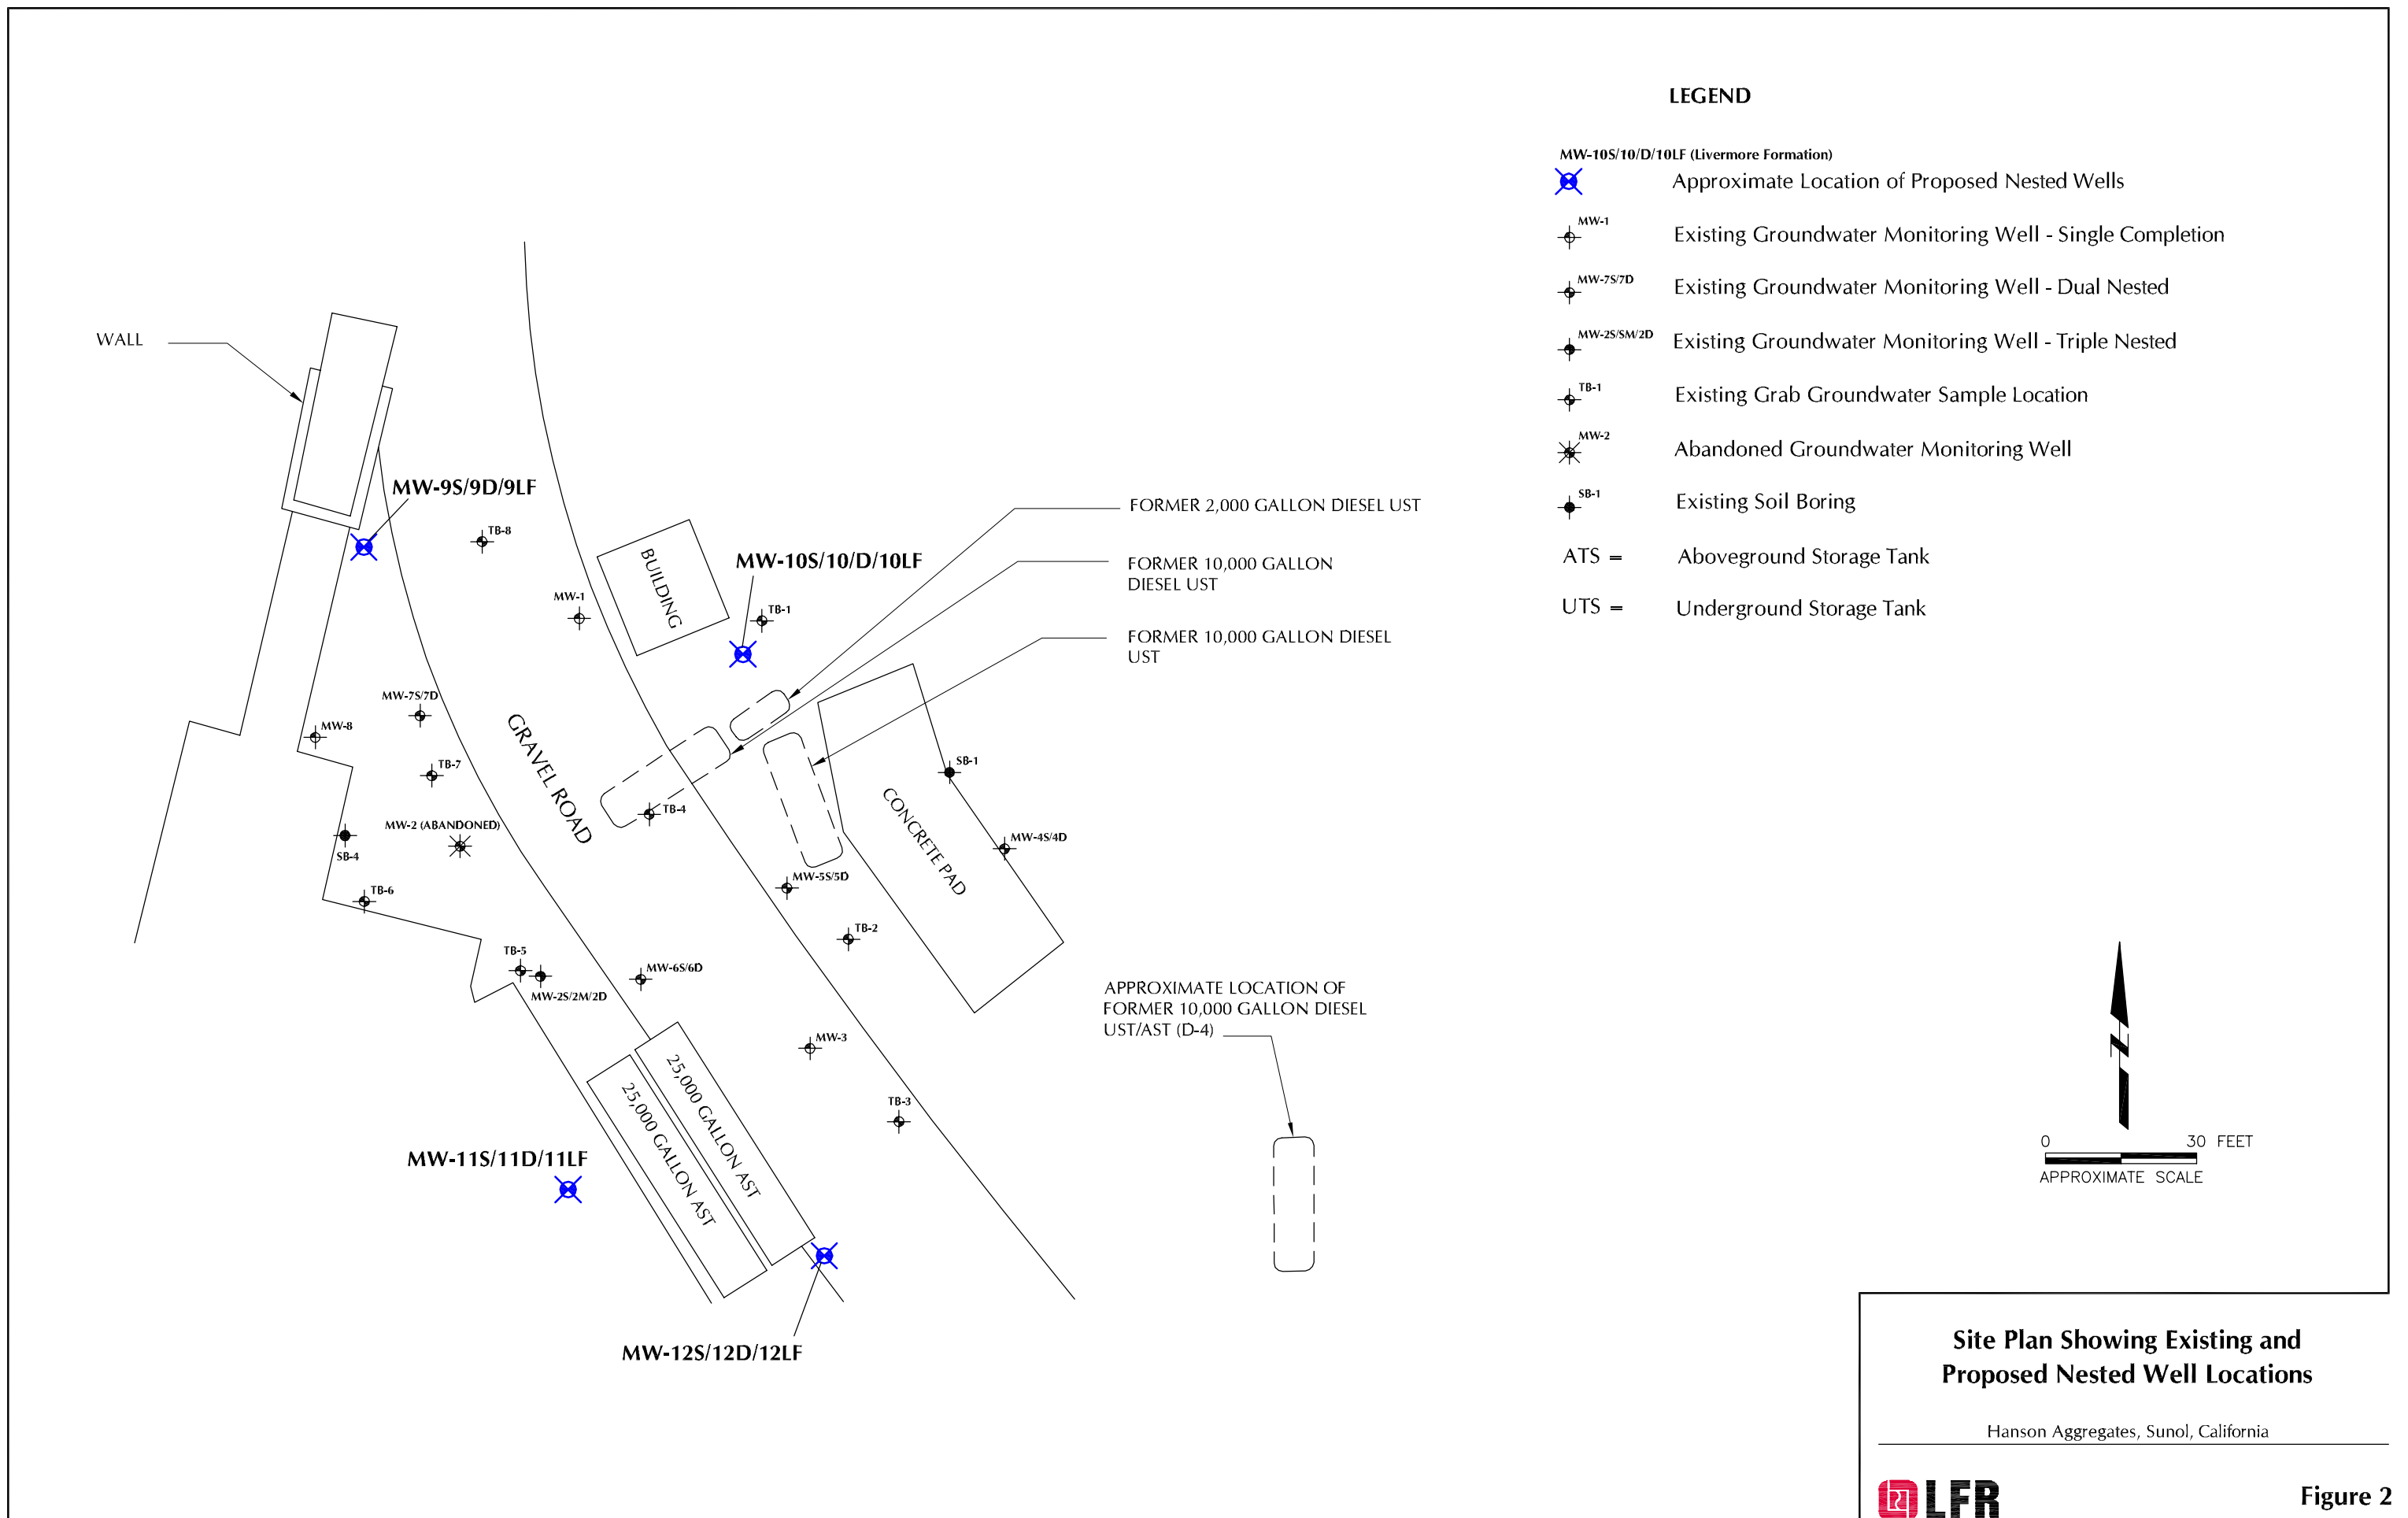 LEGEND
MW-10S/10/D/10LF (Livermore Formation)
Approximate Location of Proposed Nested Wells
MW-1
Existing Groundwater Monitoring Well - Single Completion
MW-7S/7D
Existing Groundwater Monitoring Well - Dual Nested
MW-2S/SM/2D
Existing Groundwater Monitoring Well - Triple Nested
TB-1
Existing Grab Groundwater Sample Location
MW-2
Abandoned Groundwater Monitoring Well
SB-1
Existing Soil Boring
ATS = Aboveground Storage Tank
UTS = Underground Storage Tank
WALL
MW-9S/9D/9LF
TB-8
FORMER 2,000 GALLON DIESEL UST
BUILDING
MW-10S/10/D/10LF
FORMER 10,000 GALLON
DIESEL UST
MW-1
TB-1
FORMER 10,000 GALLON DIESEL
UST
MW-7S/7D
MW-8
GRAVEL ROAD
TB-7
SB-1
TB-4
MW-2 (ABANDONED)
CONCRETE PAD
MW-4S/4D
SB-4
MW-5S/5D
TB-6
TB-2
TB-5
MW-6S/6D
MW-2S/2M/2D
APPROXIMATE LOCATION OF
FORMER 10,000 GALLON DIESEL
UST/AST (D-4)
MW-3
25,000 GALLON AST
25,000 GALLON AST
TB-3
MW-11S/11D/11LF
MW-12S/12D/12LF
N
0 30 FEET
APPROXIMATE SCALE
Site Plan Showing Existing and
Proposed Nested Well Locations
Hanson Aggregates, Sunol, California
LFR
Figure 2